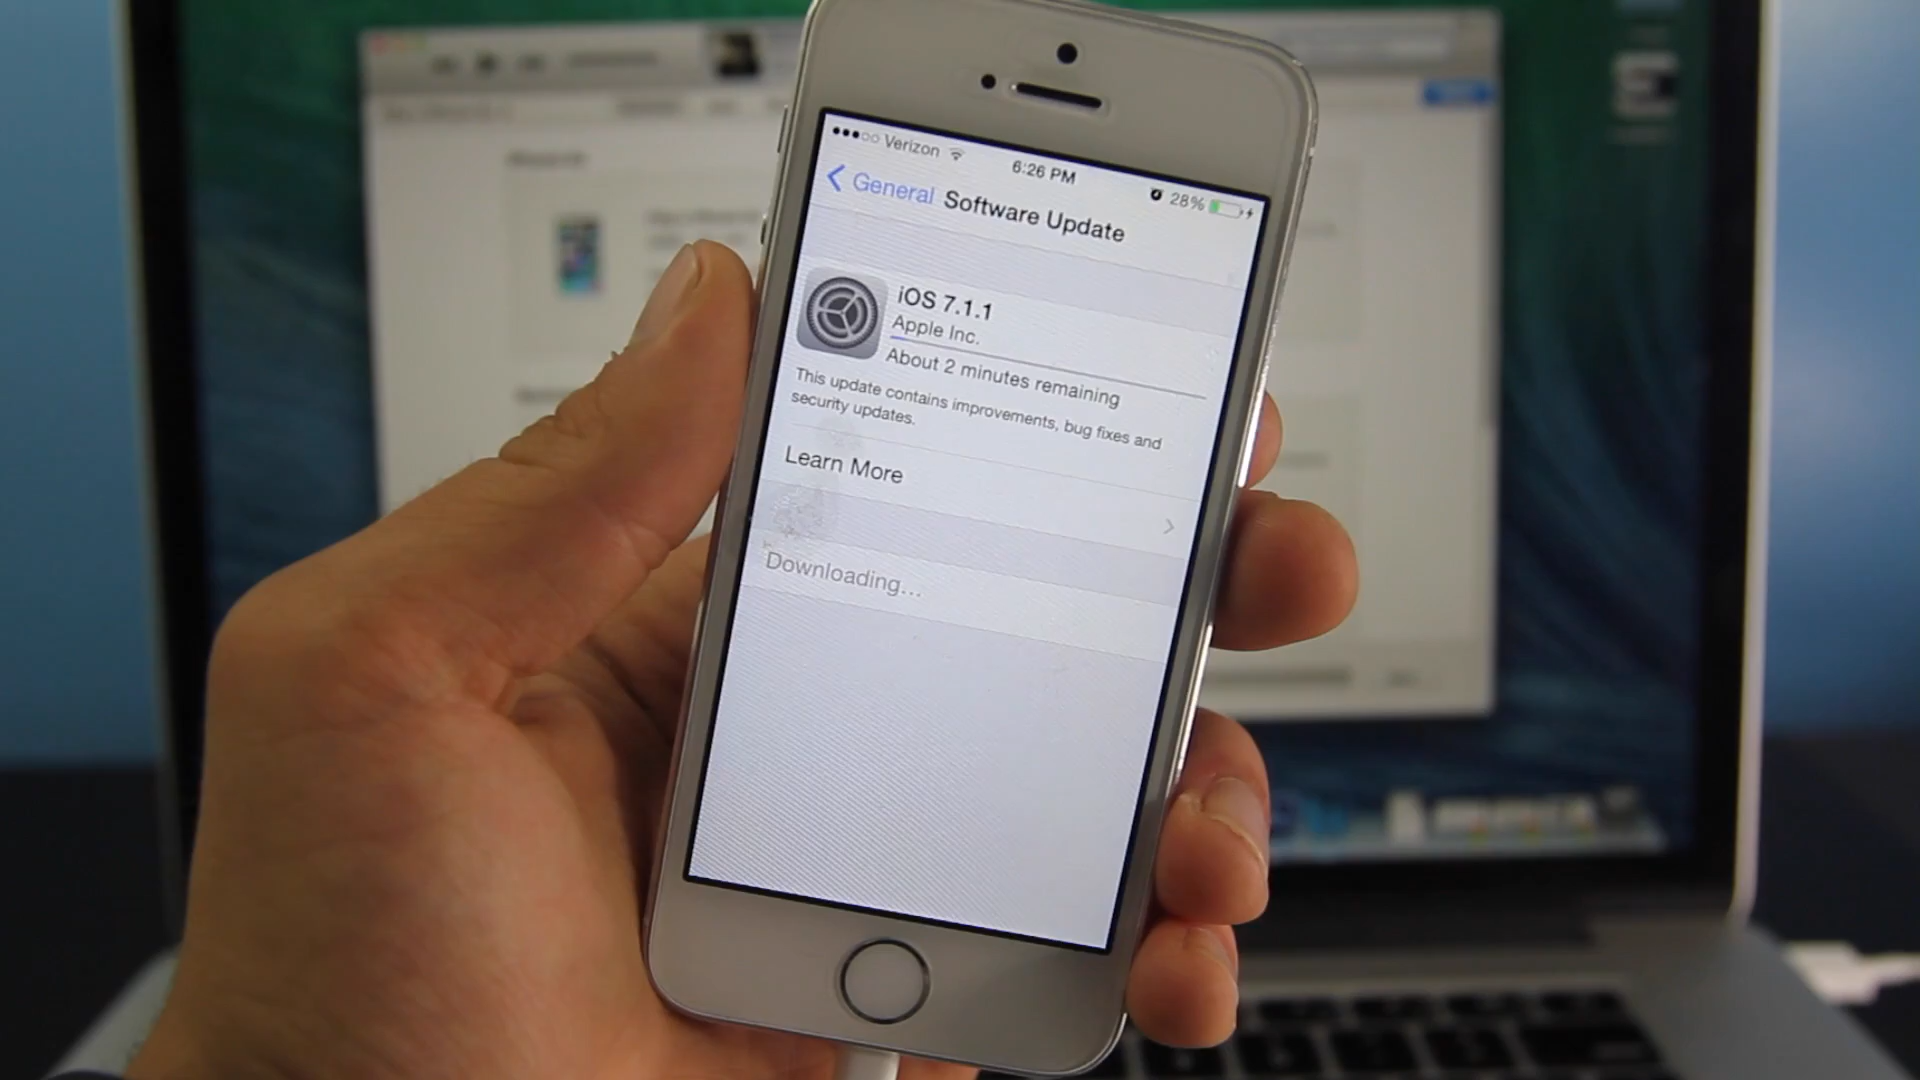 Verizon
6:26 PM
28%
General
Software Update
iOS 7.1.1
Apple Inc.
About 2 minutes remaining
This update contains improvements, bug fixes and
security updates.
Learn More
Downloading...